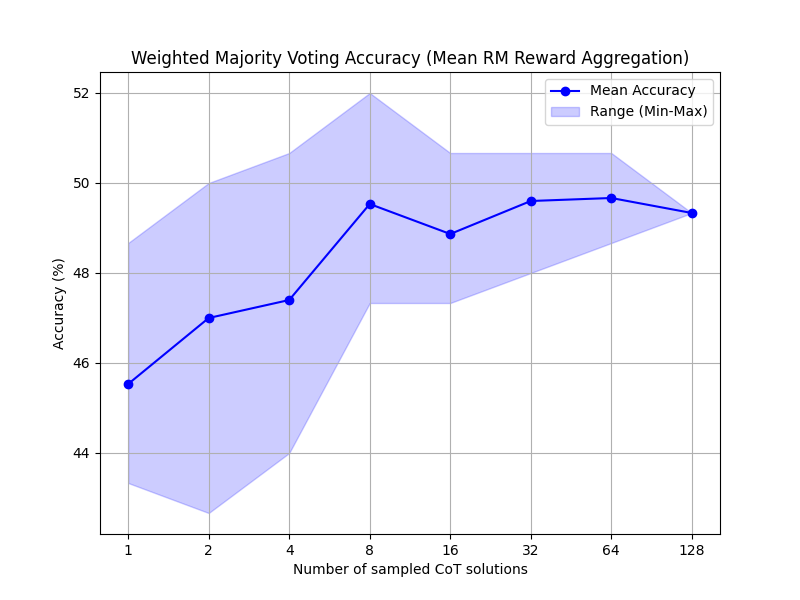 Weighted Majority Voting Accuracy (Mean RM Reward Aggregation)
Mean Accuracy
Range (Min-Max)
52
50
48
46
44
Accuracy (%)
1 2 4 8 16 32 64 128
Number of sampled CoT solutions